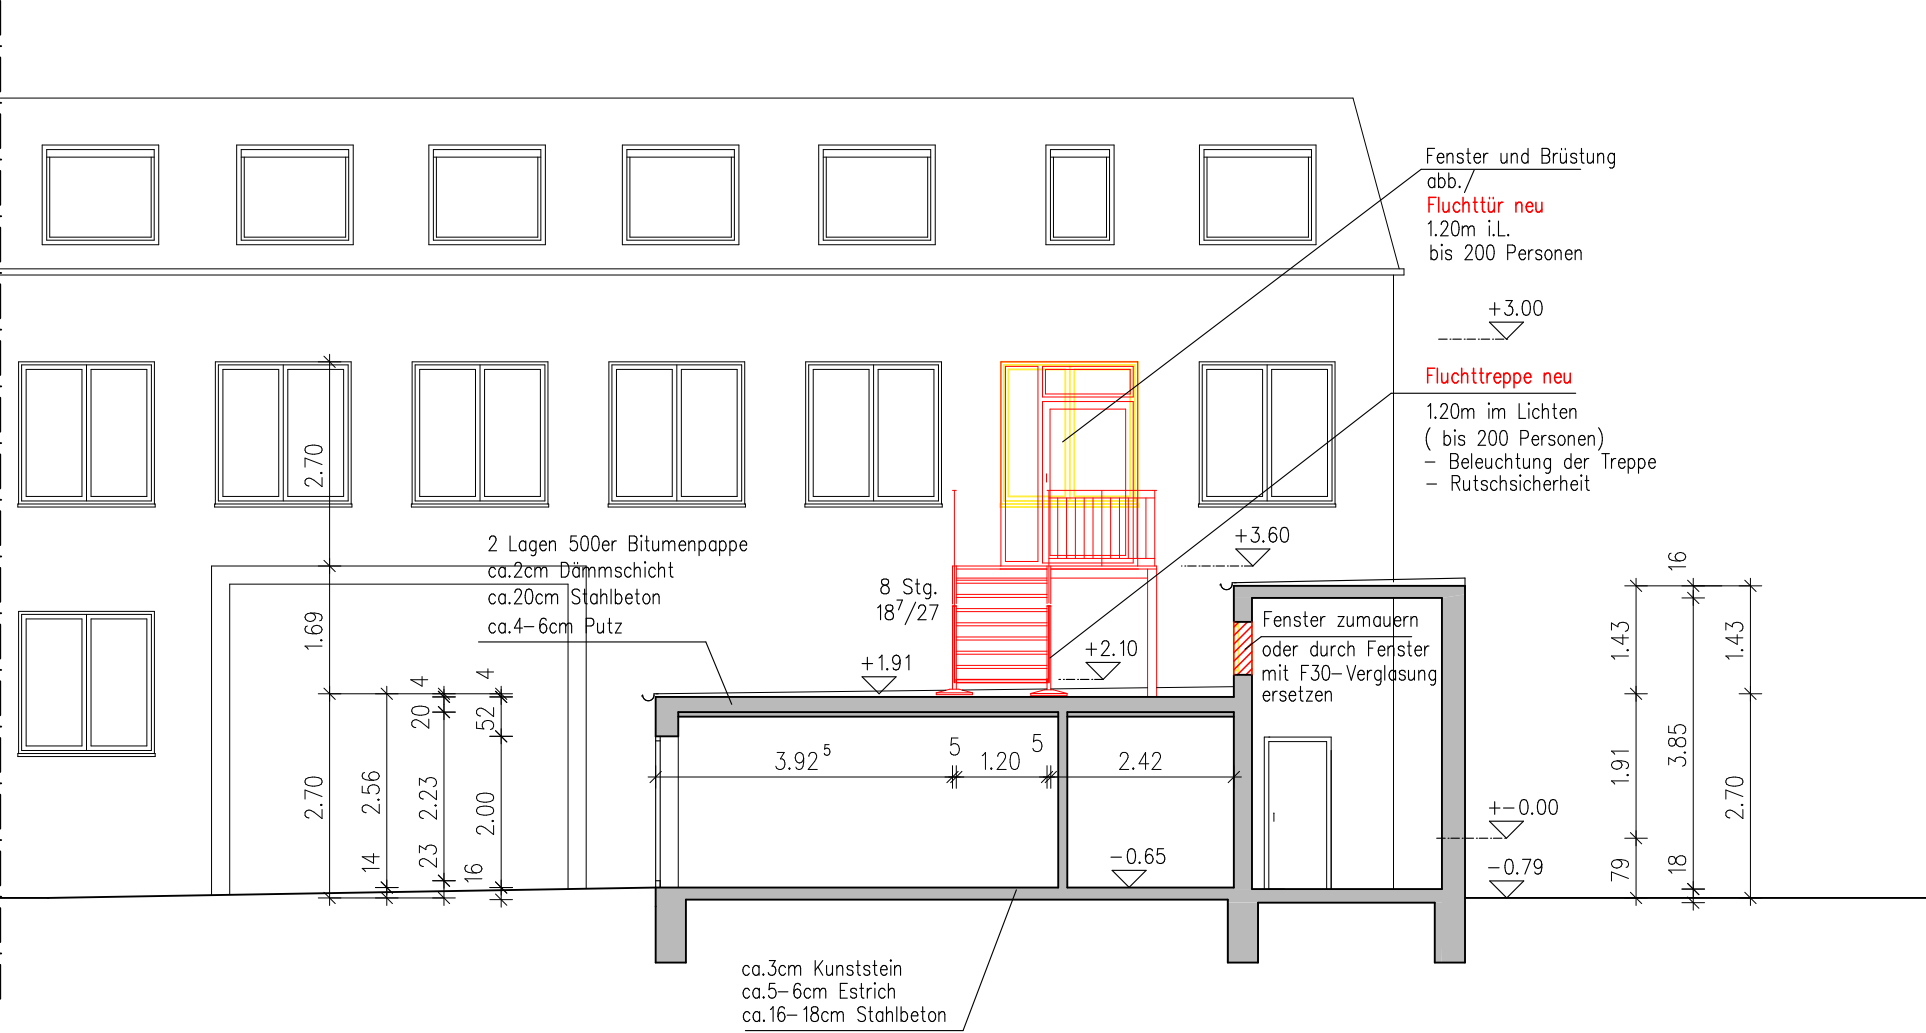 Fenster und Brüstung
abb.
Fluchttür neu
1.20m i.L.
bis 200 Personen
+3.00
Fluchttreppe neu
1.20m im Lichten
( bis 200 Personen)
- Beleuchtung der Treppe
- Rutschsicherheit
2.70
1.69
2.70
2 Lagen 500er Bitumenpappe
ca.2cm Dämmschicht
ca.20cm Stahlbeton
ca.4-6cm Putz
8 Stg.
18⁷/27
+3.60
+2.10
+1.91
Fenster zumauern
oder durch Fenster
mit F30-Verglasung
ersetzen
2.56
14
4
20
2.23
23
4
52
2.00
16
3.92⁵
5
1.20
5
2.42
-0.65
+-0.00
-0.79
1.43
1.91
79
16
3.85
18
1.43
2.70
ca.3cm Kunststein
ca.5-6cm Estrich
ca.16-18cm Stahlbeton